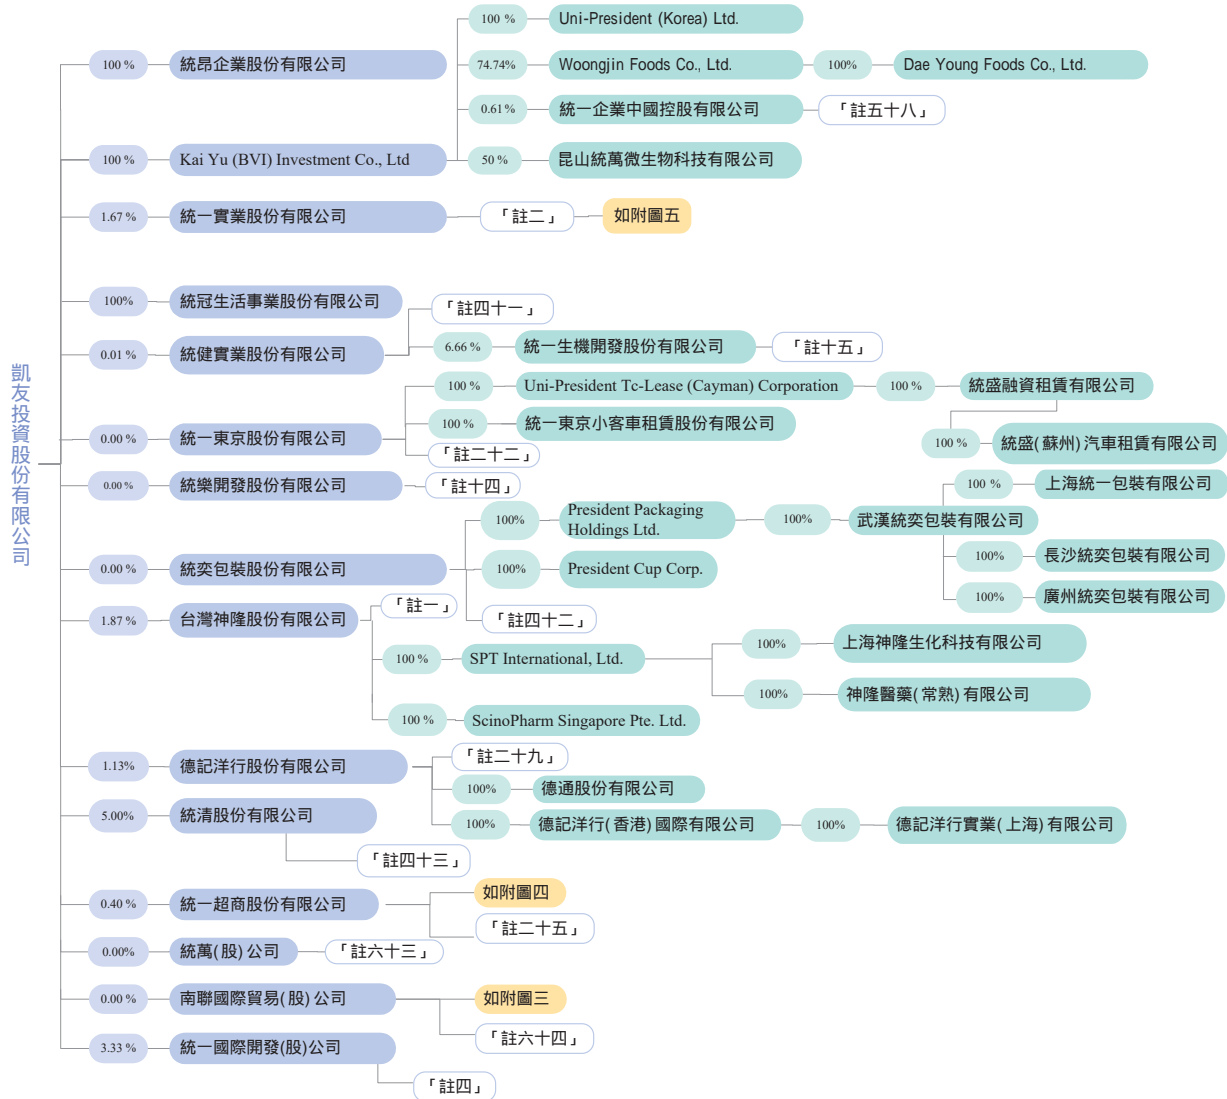 凱友投資股份有限公司
100 %
統昂企業股份有限公司
100 %
Kai Yu (BVI) Investment Co., Ltd
100 %
Uni-President (Korea) Ltd.
74.74%
Woongjin Foods Co., Ltd.
100%
Dae Young Foods Co., Ltd.
0.61 %
統一企業中國控股有限公司
「註五十八」
50 %
昆山統萬微生物科技有限公司
1.67 %
統一實業股份有限公司
「註二」
如附圖五
100%
統冠生活事業股份有限公司
0.01 %
統健實業股份有限公司
「註四十一」
6.66 %
統一生機開發股份有限公司
「註十五」
0.00 %
統一東京股份有限公司
100 %
Uni-President Tc-Lease (Cayman) Corporation
100 %
統盛融資租賃有限公司
100 %
統盛(蘇州)汽車租賃有限公司
100 %
統一東京小客車租賃股份有限公司
「註二十二」
0.00 %
統樂開發股份有限公司
「註十四」
0.00 %
統奕包裝股份有限公司
100%
President Packaging
Holdings Ltd.
100%
武漢統奕包裝有限公司
100 %
上海統一包裝有限公司
100%
長沙統奕包裝有限公司
100%
廣州統奕包裝有限公司
100%
President Cup Corp.
「註四十二」
1.87 %
台灣神隆股份有限公司
「註一」
100 %
SPT International, Ltd.
100%
上海神隆生化科技有限公司
100%
神隆醫藥(常熟)有限公司
100 %
ScinoPharm Singapore Pte. Ltd.
1.13%
德記洋行股份有限公司
「註二十九」
100%
德通股份有限公司
100%
德記洋行(香港)國際有限公司
100%
德記洋行實業(上海)有限公司
5.00%
統清股份有限公司
「註四十三」
0.40 %
統一超商股份有限公司
如附圖四
「註二十五」
0.00%
統萬(股)公司
「註六十三」
0.00 %
南聯國際貿易(股)公司
如附圖三
「註六十四」
3.33 %
統一國際開發(股)公司
「註四」